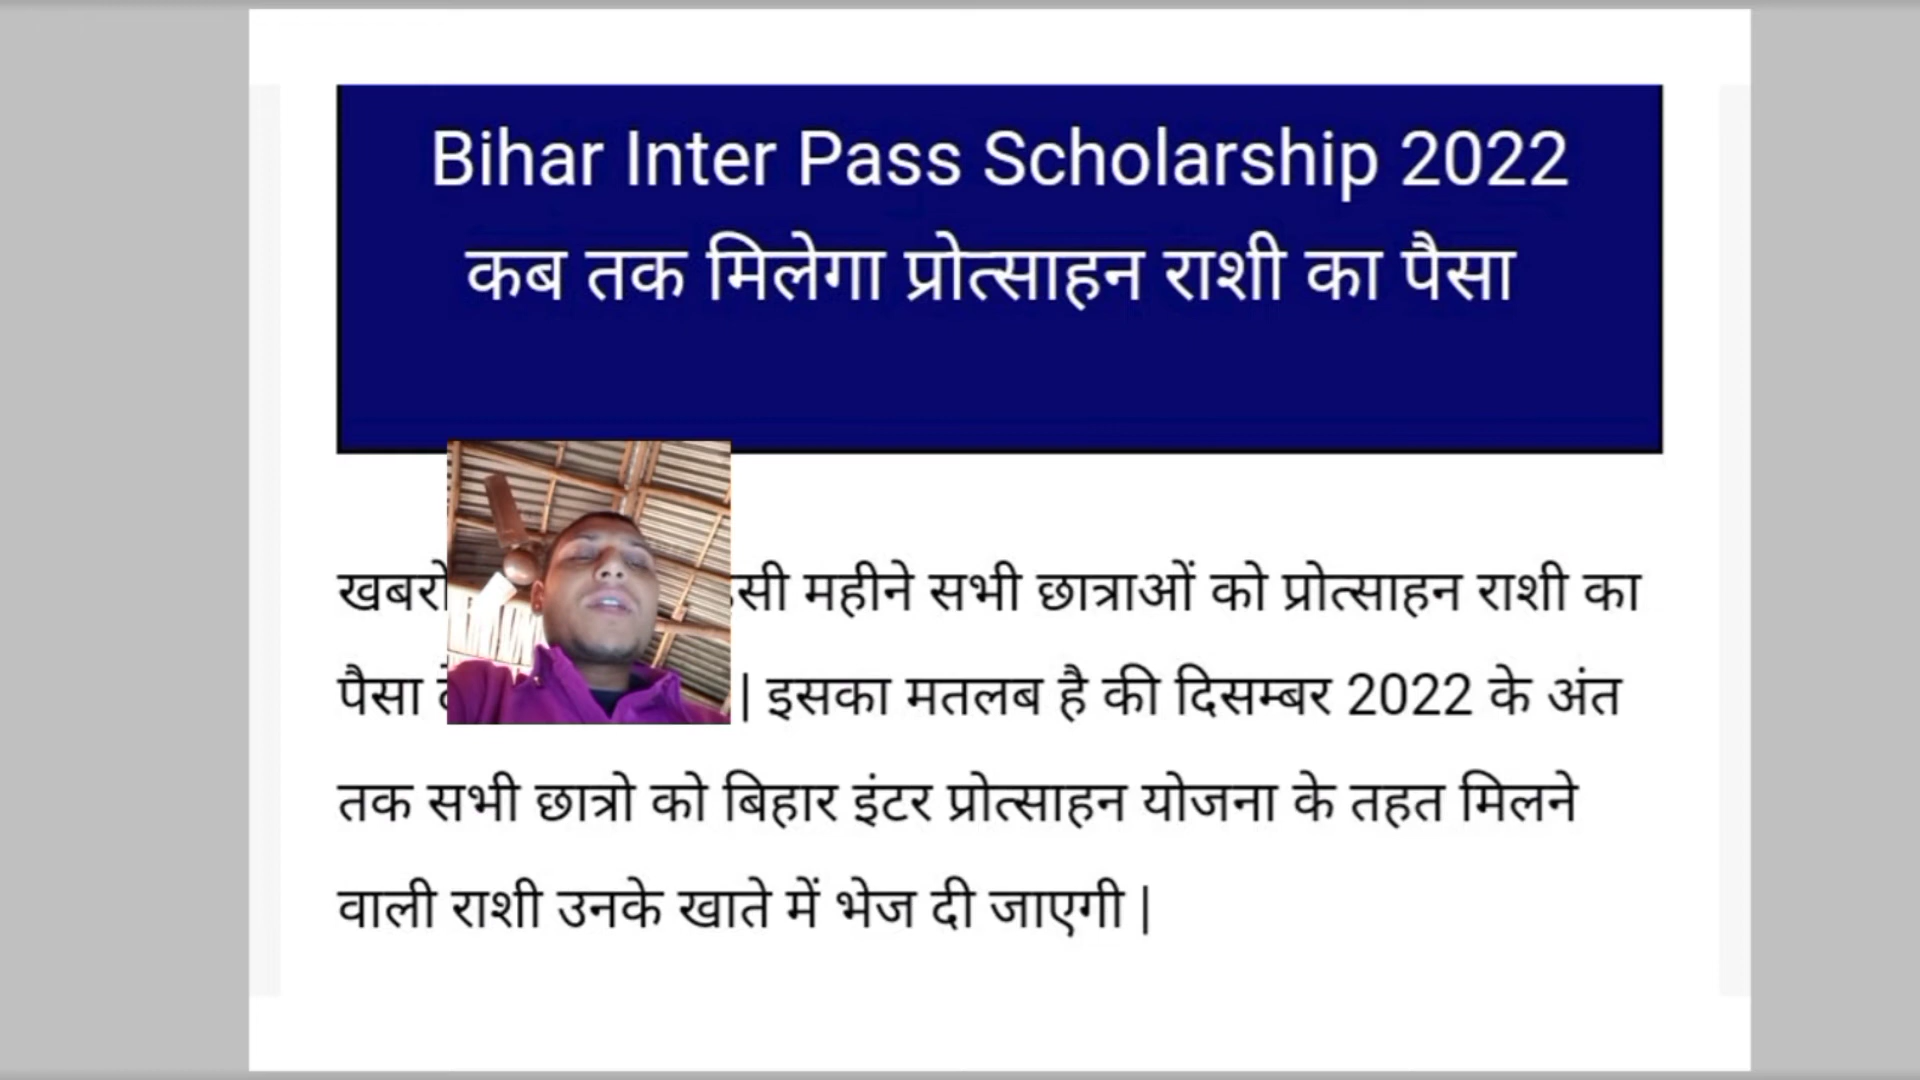 Bihar Inter Pass Scholarship 2022
कब तक मिलेगा प्रोत्साहन राशी का पैसा
महीने सभी छात्राओं को प्रोत्साहन राशी का
पैसा | इसका मतलब है की दिसम्बर 2022 के अंत
तक सभी छात्रो को बिहार इंटर प्रोत्साहन योजना के तहत मिलने
वाली राशी उनके खाते में भेज दी जाएगी |